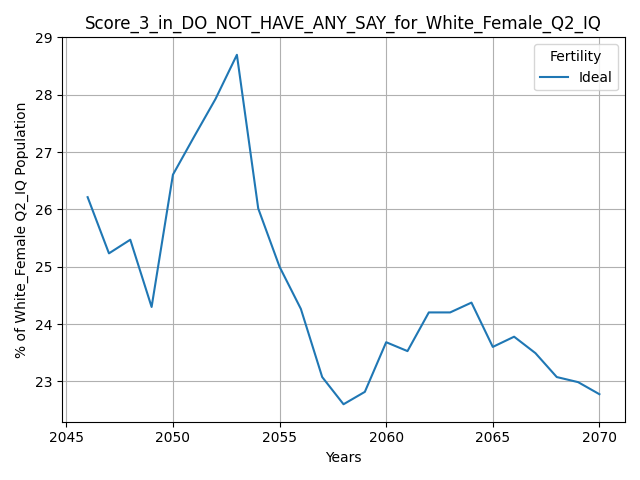 Score_3_in_DO_NOT_HAVE_ANY_SAY_for_White_Female_Q2_IQ
29
28
27
26
25
24
23
% of White_Female Q2_IQ Population
Fertility
Ideal
2045 2050 2055 2060 2065 2070
Years